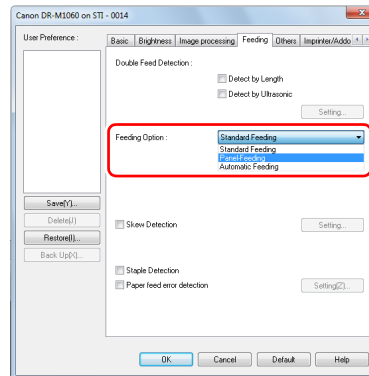 Canon DR-M1060 on STI - 0014
User Preference :
Basic Brightness Image processing Feeding Others Imprinter/Addo
Double Feed Detection :
Detect by Length
Detect by Ultrasonic
Setting...
Feeding Option :
Standard Feeding
Standard Feeding
Panel-Feeding
Automatic Feeding
Save(Y)...
Delete(J)
Restore(I)...
Back Up(X)...
Skew Detection
Setting...
Staple Detection
Paper feed error detection
Setting(Z)...
OK Cancel Default Help